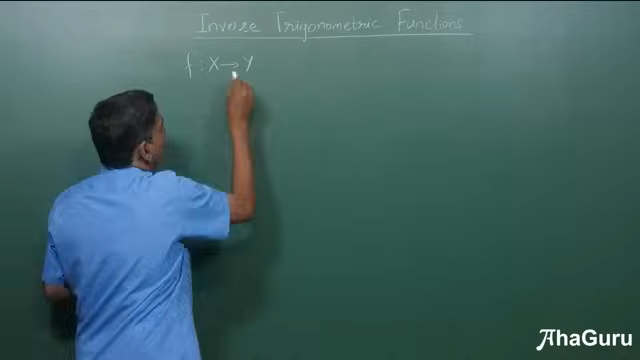 Inverse Trigonometric Functions
f : X → Y
AhaGuru